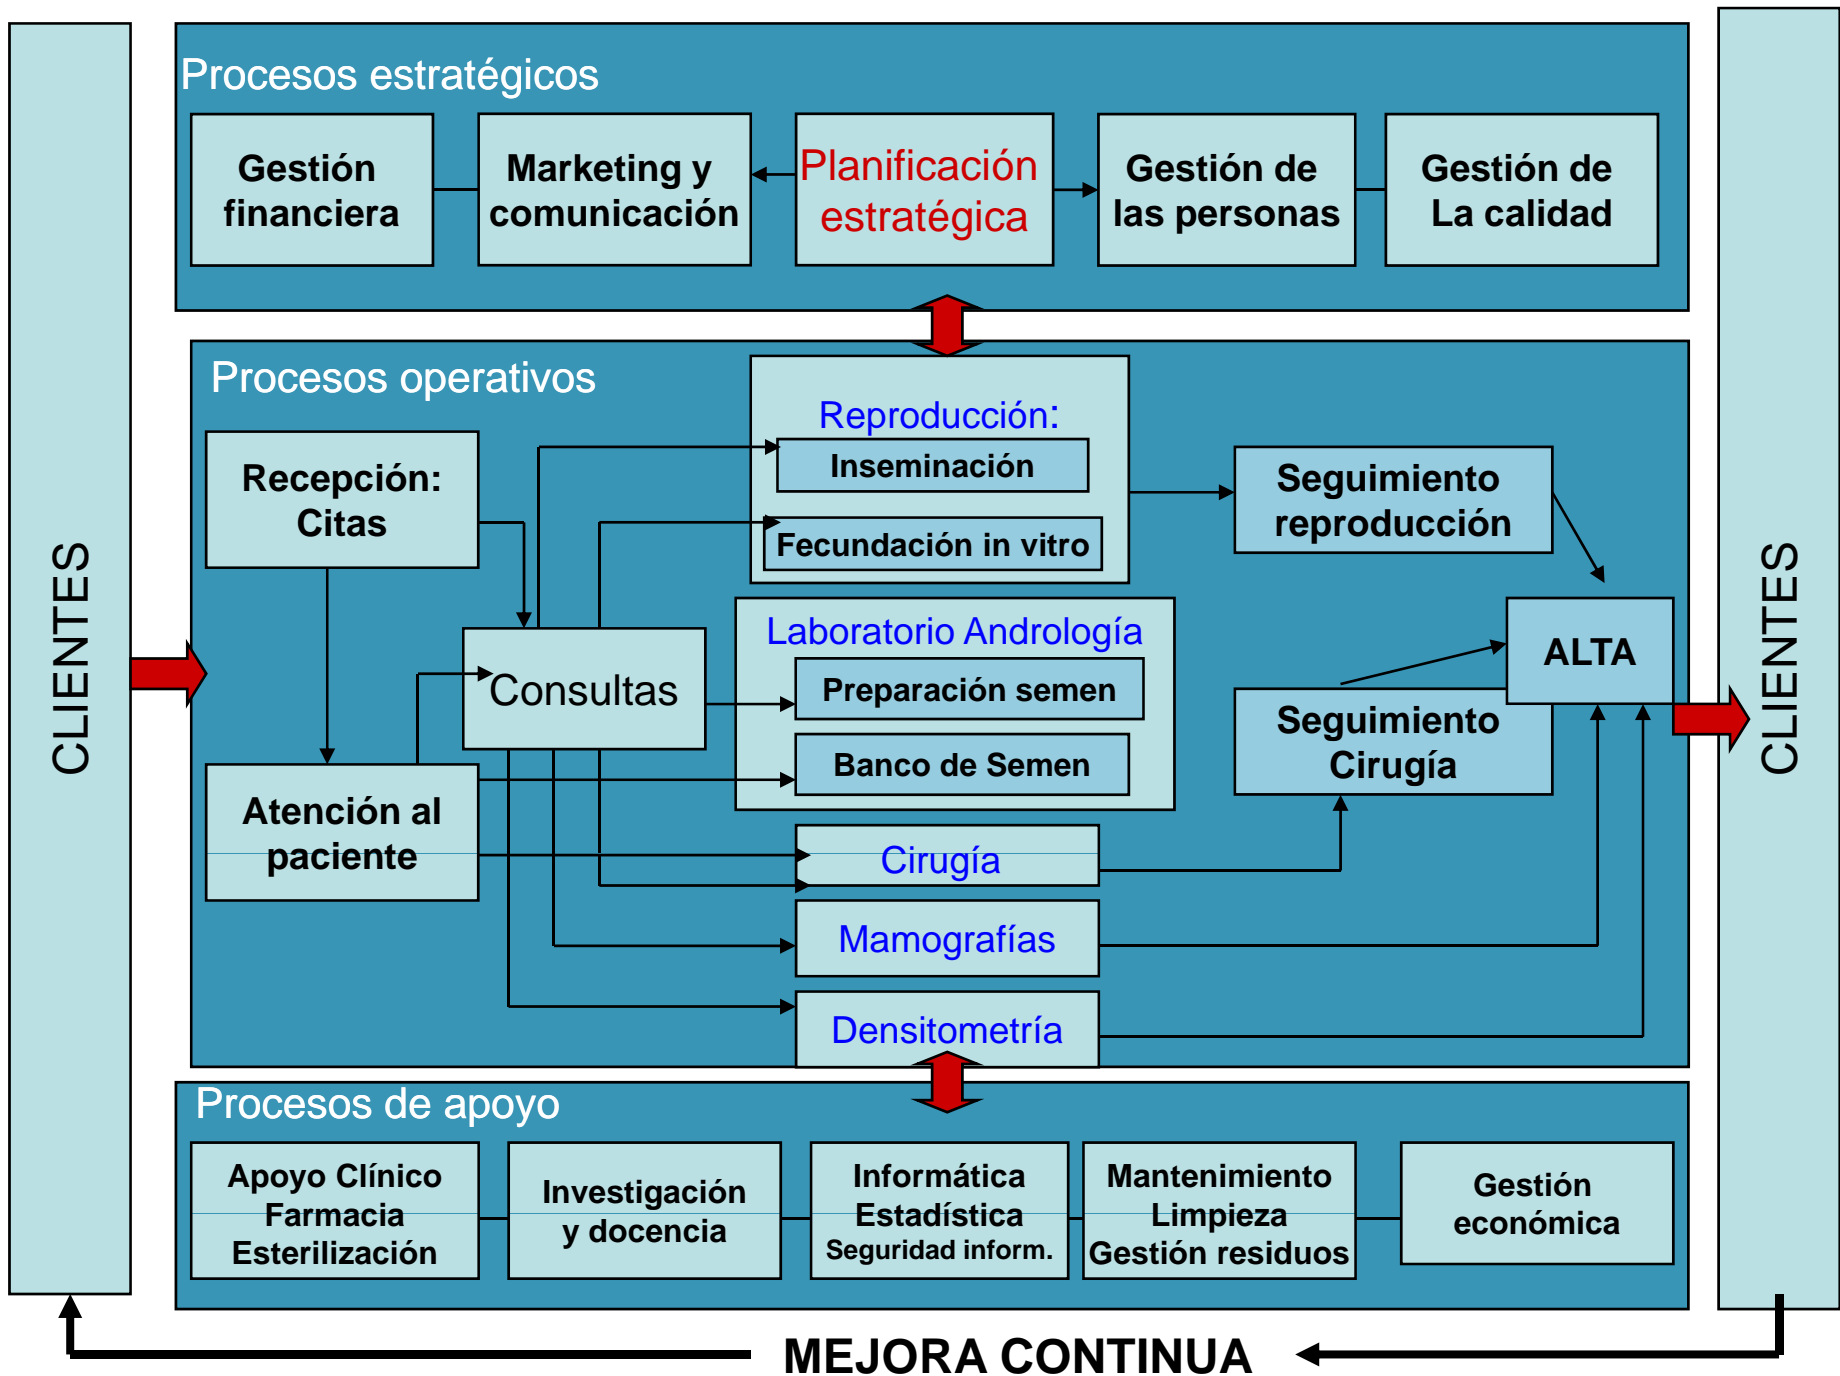 CLIENTES
Procesos estratégicos
Gestión
financiera
Marketing y
comunicación
Planificación
estratégica
Gestión de
las personas
Gestión de
La calidad
Procesos operativos
Recepción:
Citas
Atención al
paciente
Consultas
Reproducción:
Inseminación
Fecundación in vitro
Laboratorio Andrología
Preparación semen
Banco de Semen
Cirugía
Mamografías
Densitometría
Seguimiento
reproducción
Seguimiento
Cirugía
ALTA
CLIENTES
Procesos de apoyo
Apoyo Clínico
Farmacia
Esterilización
Investigación
y docencia
Informática
Estadística
Seguridad inform.
Mantenimiento
Limpieza
Gestión residuos
Gestión
económica
MEJORA CONTINUA